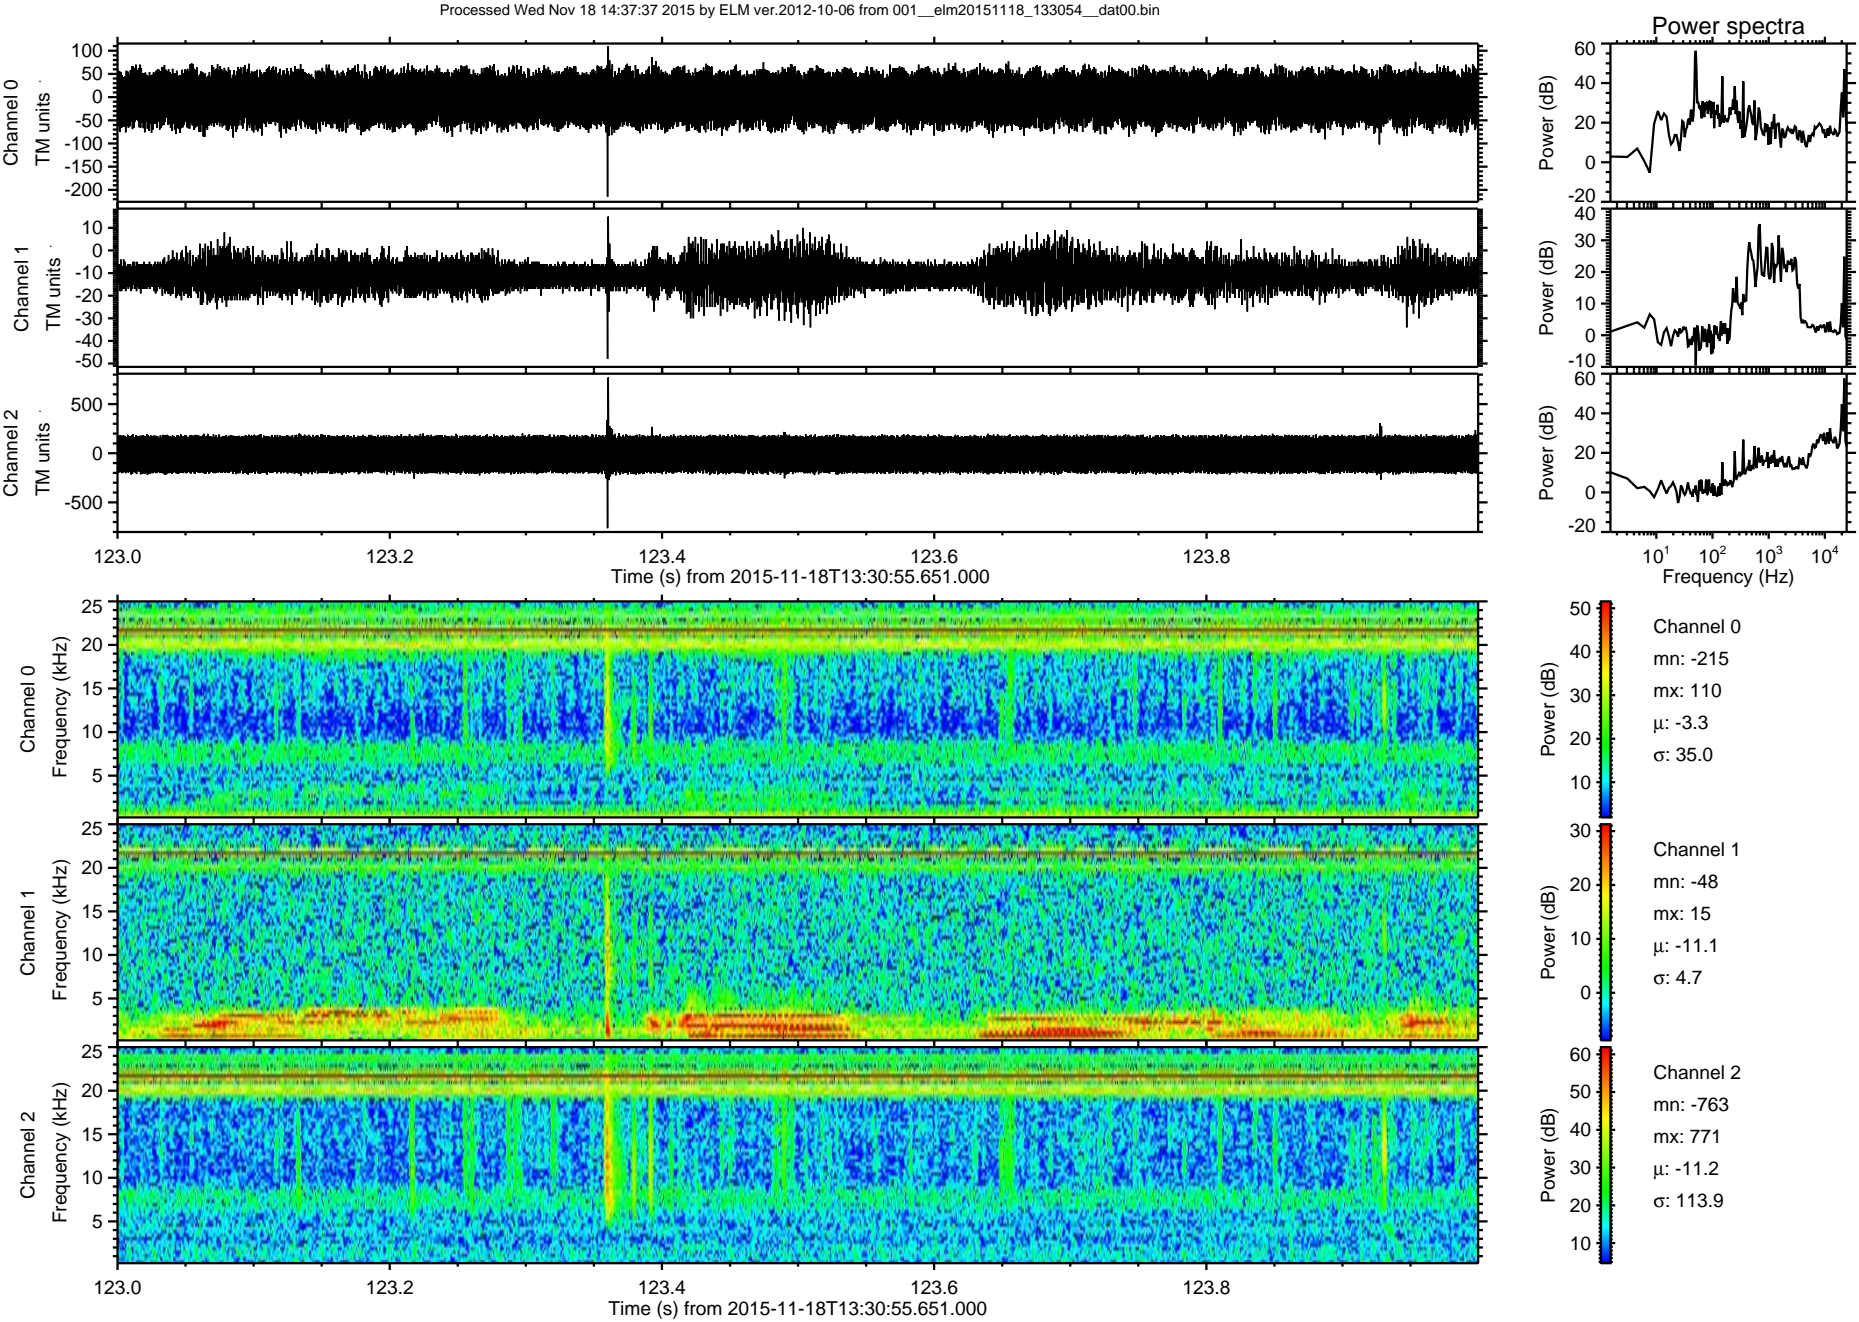 Processed Wed Nov 18 14:37:37 2015 by ELM ver.2012-10-06 from 001__elm20151118_133054__dat00.bin
Power spectra
Channel 0
TM units
100
50
0
-50
-100
-150
-200
Power (dB)
60
40
20
0
-20
Channel 1
TM units
10
0
-10
-20
-30
-40
-50
Power (dB)
40
30
20
10
0
-10
Channel 2
TM units
500
0
-500
Power (dB)
60
40
20
0
-20
123.0 123.2 123.4 123.6 123.8
Time (s) from 2015-11-18T13:30:55.651.000
10^1 10^2 10^3 10^4
Frequency (Hz)
Channel 0
Frequency (kHz)
25
20
15
10
5
Power (dB)
50
40
30
20
10
Channel 0
mn: -215
mx: 110
μ: -3.3
σ: 35.0
Channel 1
Frequency (kHz)
25
20
15
10
5
Power (dB)
30
20
10
0
Channel 1
mn: -48
mx: 15
μ: -11.1
σ: 4.7
Channel 2
Frequency (kHz)
25
20
15
10
5
Power (dB)
60
50
40
30
20
10
Channel 2
mn: -763
mx: 771
μ: -11.2
σ: 113.9
123.0 123.2 123.4 123.6 123.8
Time (s) from 2015-11-18T13:30:55.651.000